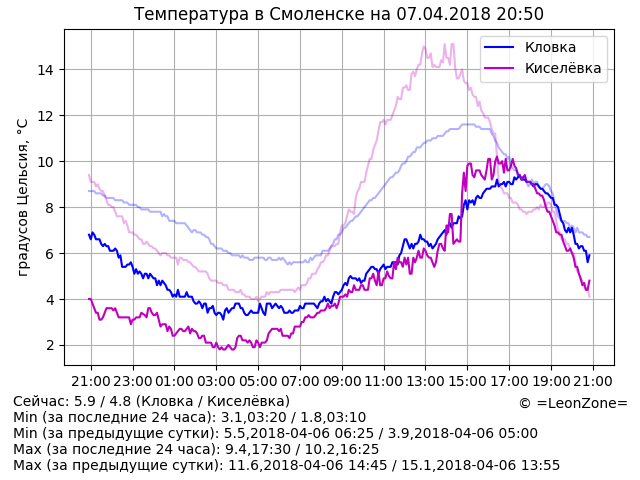 Температура в Смоленске на 07.04.2018 20:50
Кловка
Киселёвка
градусов Цельсия, °C
14
12
10
8
6
4
2
21:00 23:00 01:00 03:00 05:00 07:00 09:00 11:00 13:00 15:00 17:00 19:00 21:00
Сейчас: 5.9 / 4.8 (Кловка / Киселёвка)
© =LeonZone=
Min (за последние 24 часа): 3.1,03:20 / 1.8,03:10
Min (за предыдущие сутки): 5.5,2018-04-06 06:25 / 3.9,2018-04-06 05:00
Max (за последние 24 часа): 9.4,17:30 / 10.2,16:25
Max (за предыдущие сутки): 11.6,2018-04-06 14:45 / 15.1,2018-04-06 13:55